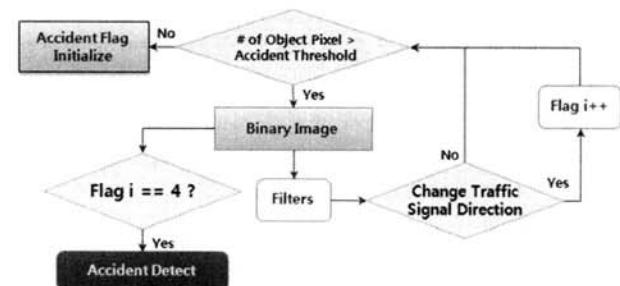 Accident Flag
Initialize
No
# of Object Pixel >
Accident Threshold
Yes
Binary Image
Flag i++
No
Flag i == 4 ?
Filters
Change Traffic
Signal Direction
Yes
Yes
Accident Detect